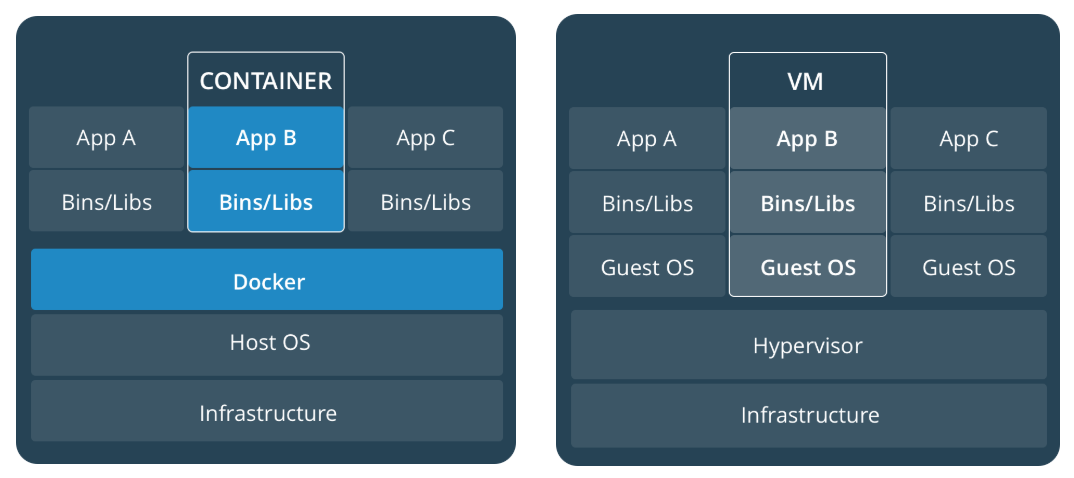 CONTAINER
App A
App B
App C
Bins/Libs
Bins/Libs
Bins/Libs
Docker
Host OS
Infrastructure
VM
App A
App B
App C
Bins/Libs
Bins/Libs
Bins/Libs
Guest OS
Guest OS
Guest OS
Hypervisor
Infrastructure